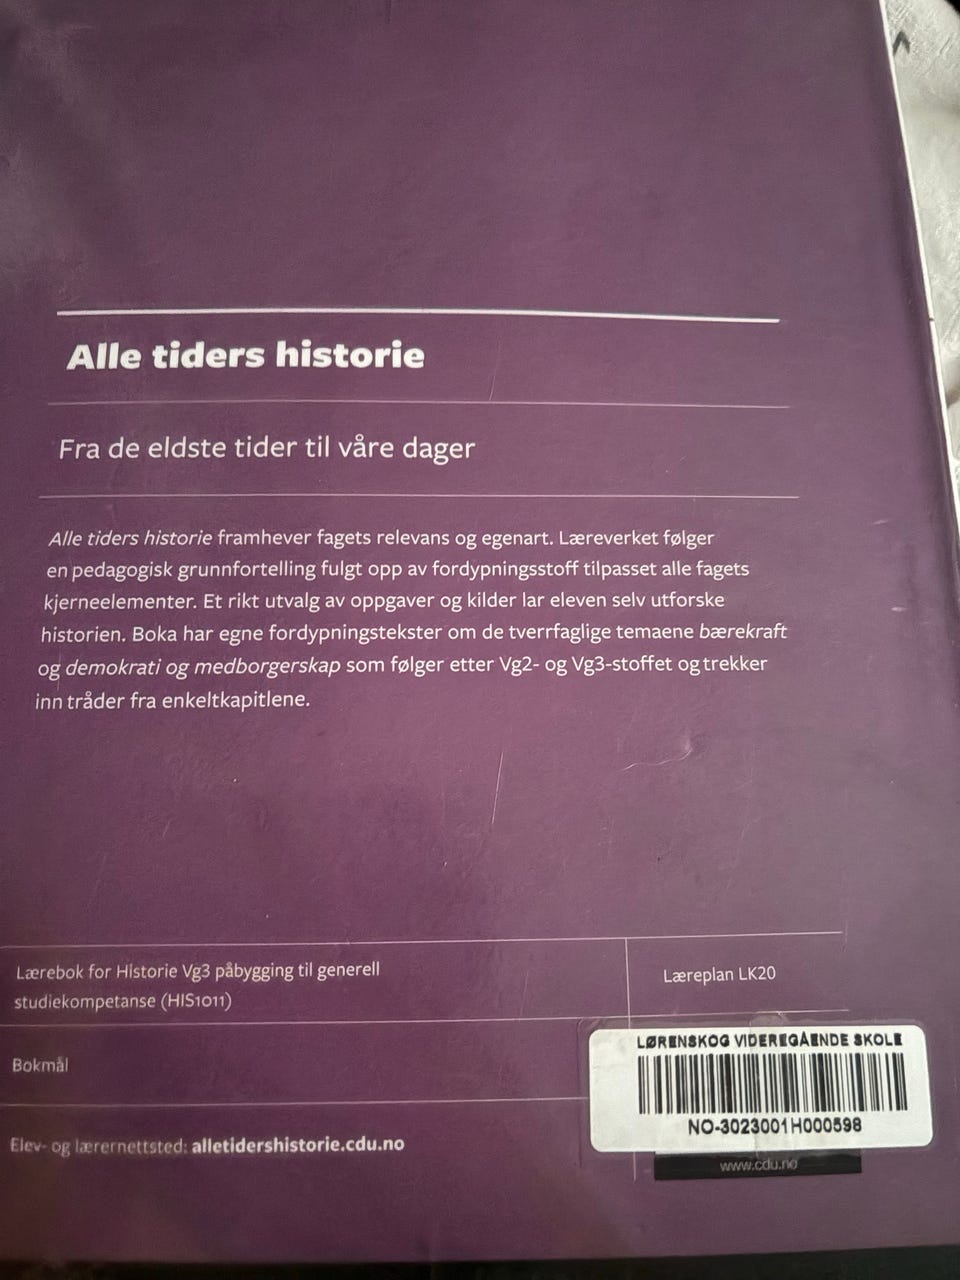 Alle tiders historie
Fra de eldste tider til våre dager
Alle tiders historie framhever fagets relevans og egenart. Læreverket følger
en pedagogisk grunnfortelling fulgt opp av fordypningsstoff tilpasset alle fagets
kjerneelementer. Et rikt utvalg av oppgaver og kilder lar eleven selv utforske
historien. Boka har egne fordypningstekster om de tverrfaglige temaene bærekraft
og demokrati og medborgerskap som følger etter Vg2- og Vg3-stoffet og trekker
inn tråder fra enkeltkapitlene.
Lærebok for Historie Vg3 påbygging til generell
studiekompetanse (HIS1011)
Læreplan LK20
Bokmål
LØRENSKOG VIDEREGÅENDE SKOLE
NO-3023001H000598
Elev- og lærernettsted: alletidershistorie.cdu.no
www.cdu.no